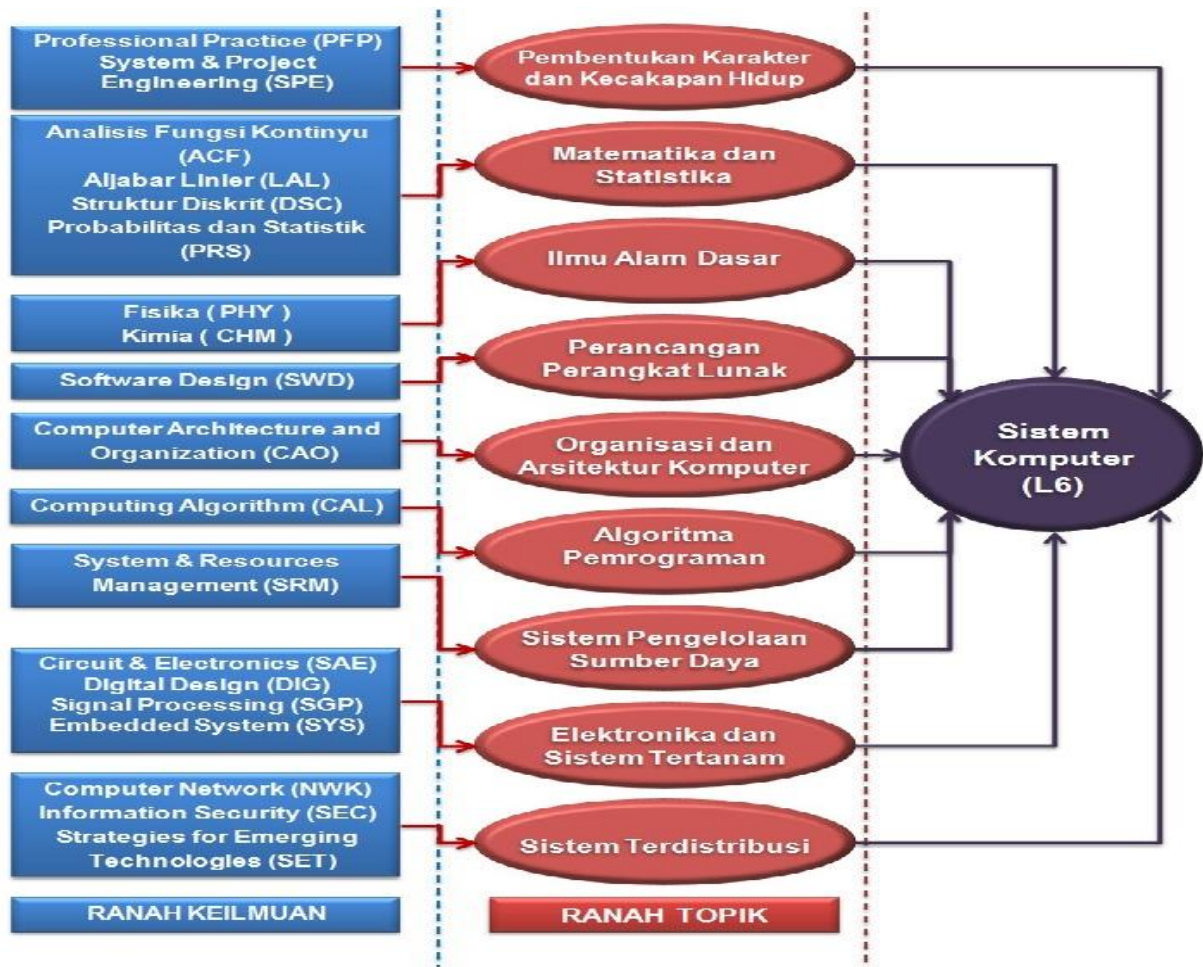 Professional Practice (PFP)
System & Project
Engineering (SPE)
Analisis Fungsi Kontinyu
(ACF)
Aljabar Linier (LAL)
Struktur Diskrit (DSC)
Probabilitas dan Statistik
(PRS)
Fisika ( PHY )
Kimia ( CHM )
Software Design (SWD)
Computer Architecture and
Organization (CAO)
Computing Algorithm (CAL)
System & Resources
Management (SRM)
Circuit & Electronics (SAE)
Digital Design (DIG)
Signal Processing (SGP)
Embedded System (SYS)
Computer Network (NWK)
Information Security (SEC)
Strategies for Emerging
Technologies (SET)
RANAH KEILMUAN
Pembentukan Karakter
dan Kecakapan Hidup
Matematika dan
Statistika
Ilmu Alam Dasar
Perancangan
Perangkat Lunak
Organisasi dan
Arsitektur Komputer
Algoritma
Pemrograman
Sistem Pengelolaan
Sumber Daya
Elektronika dan
Sistem Tertanam
Sistem Terdistribusi
RANAH TOPIK
Sistem
Komputer
(L6)